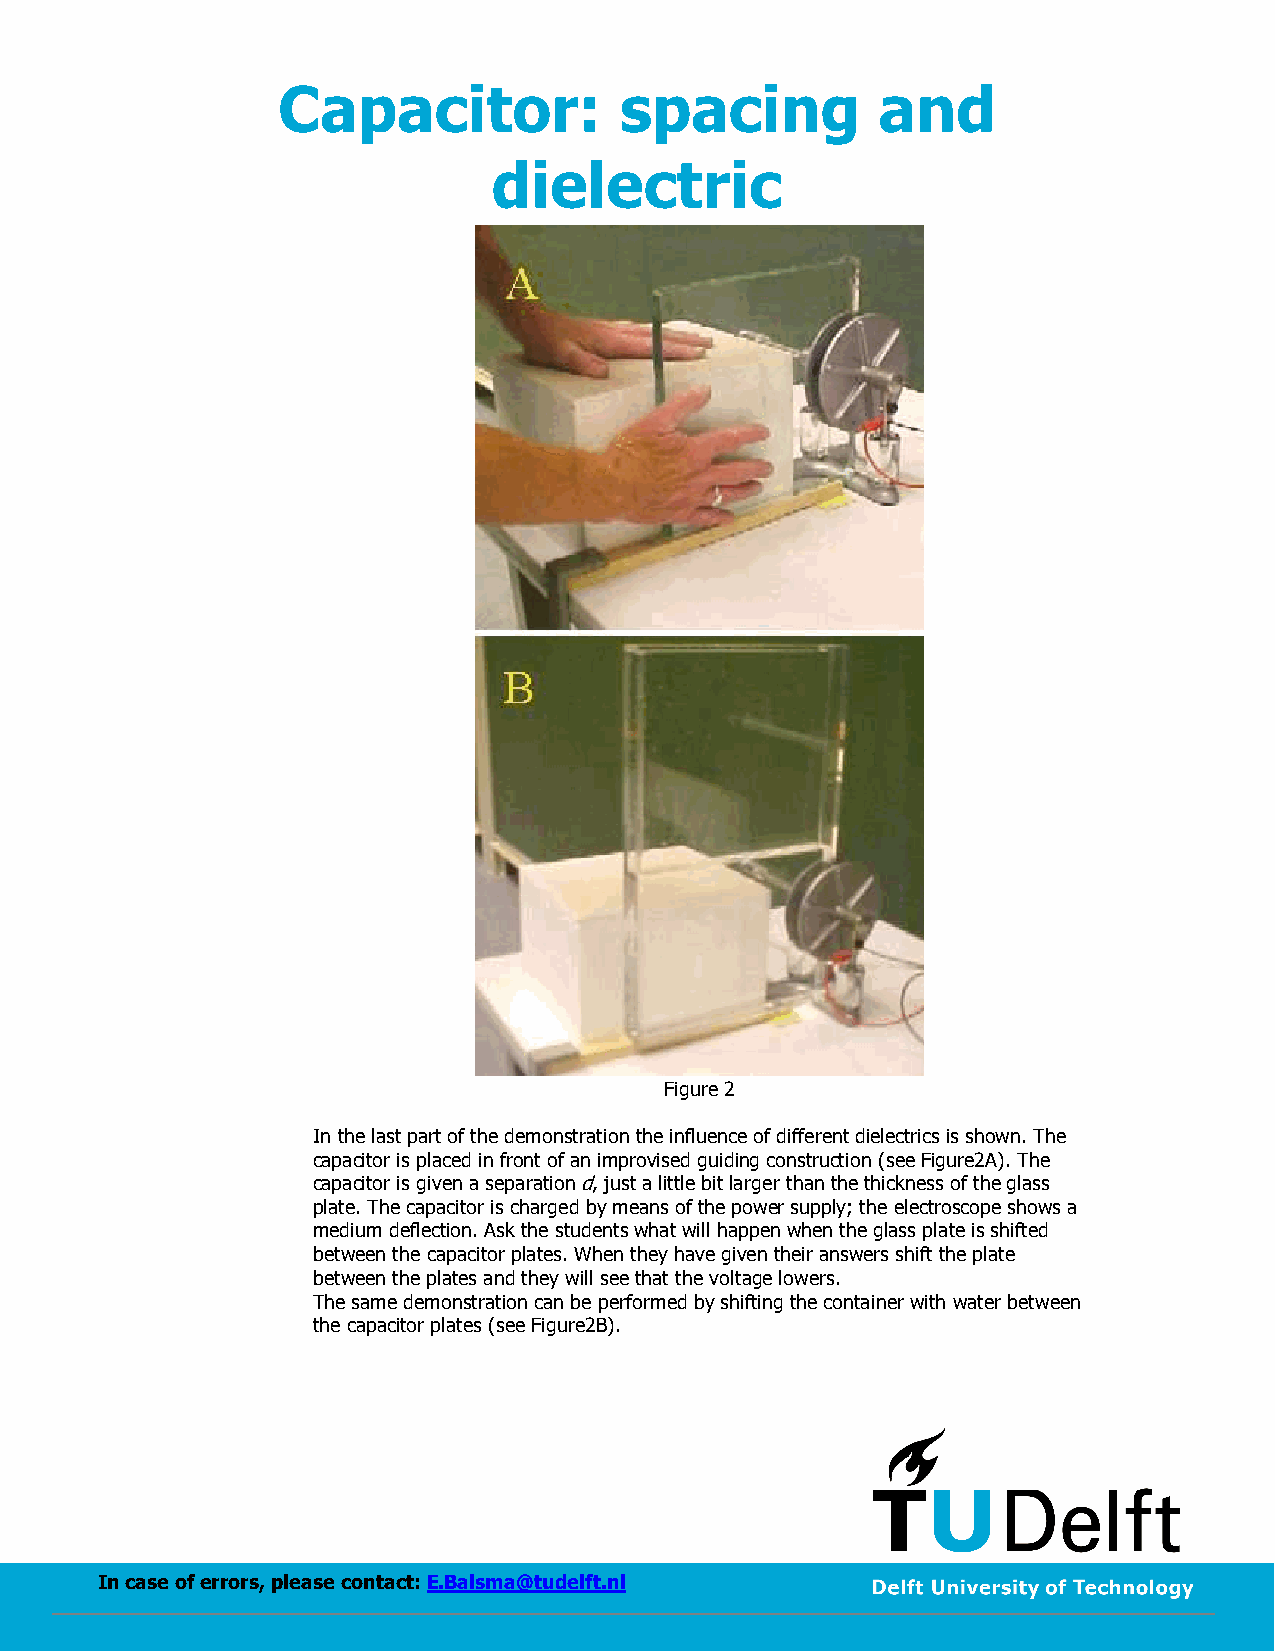 Capacitor: spacing and
dielectric
A
B
Figure 2
In the last part of the demonstration the influence of different dielectrics is shown. The
capacitor is placed in front of an improvised guiding construction (see Figure2A). The
capacitor is given a separation d, just a little bit larger than the thickness of the glass
plate. The capacitor is charged by means of the power supply; the electroscope shows a
medium deflection. Ask the students what will happen when the glass plate is shifted
between the capacitor plates. When they have given their answers shift the plate
between the plates and they will see that the voltage lowers.
The same demonstration can be performed by shifting the container with water between
the capacitor plates (see Figure2B).
TUDelft
In case of errors, please contact: E.Balsma@tudelft.nl
Delft University of Technology